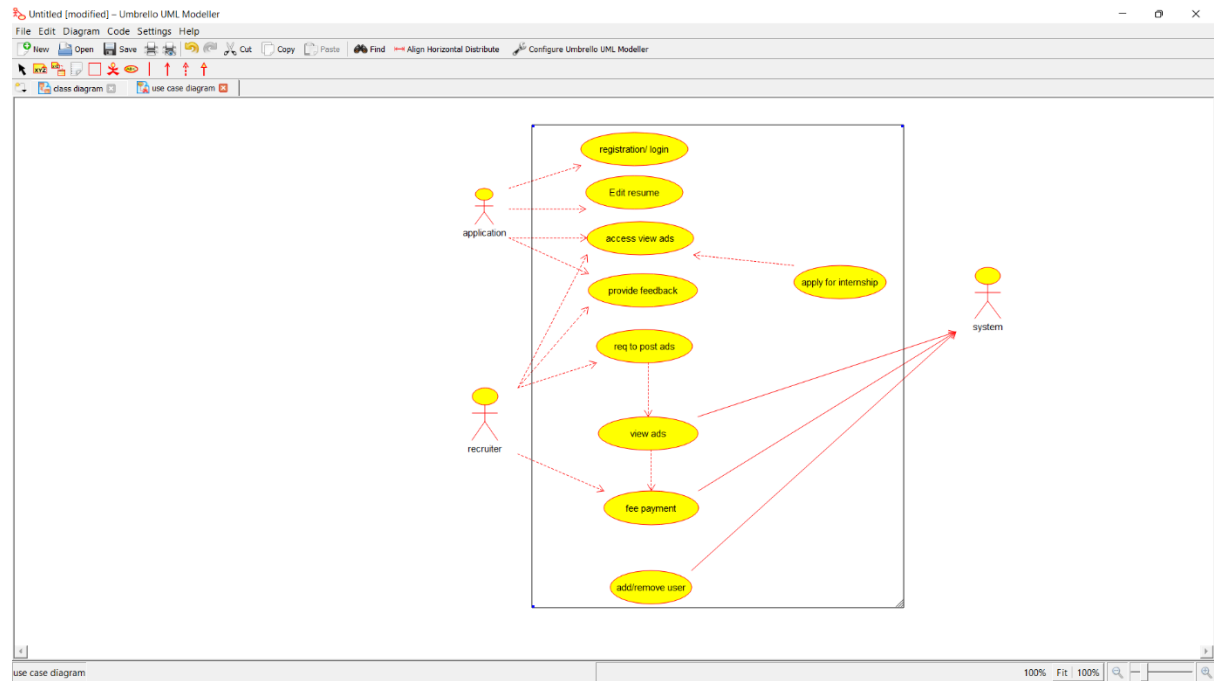 Untitled [modified] – Umbrello UML Modeller
File Edit Diagram Code Settings Help
New Open Save Cut Copy Paste Find Align Horizontal Distribute Configure Umbrello UML Modeller
XYZ
class diagram use case diagram
registration/ login
Edit resume
application
access view ads
apply for internship
provide feedback
system
req to post ads
recruiter
view ads
fee payment
add/remove user
use case diagram 100% Fit 100%